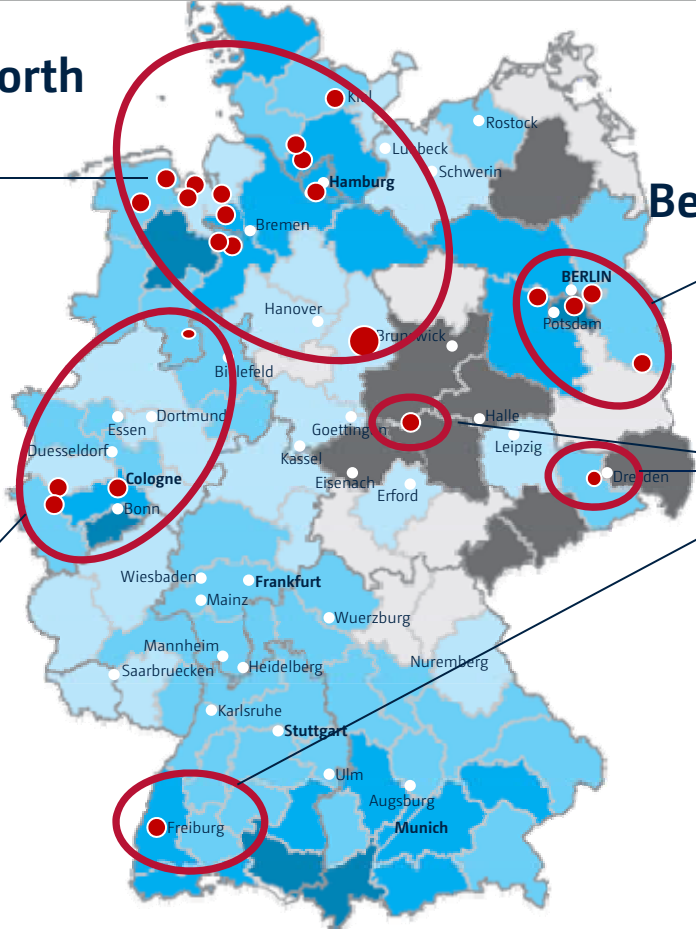 orth
Kiel
Rostock
Luebeck
Schwerin
Hamburg
Be
Bremen
BERLIN
Hanover
Potsdam
Brunswick
Bielefeld
Essen
Dortmund
Goettingen
Halle
Duesseldorf
Leipzig
Kassel
Cologne
Eisenach
Dresden
Erford
Bonn
Wiesbaden
Frankfurt
Mainz
Wuerzburg
Mannheim
Nuremberg
Saarbruecken
Heidelberg
Karlsruhe
Stuttgart
Ulm
Augsburg
Freiburg
Munich